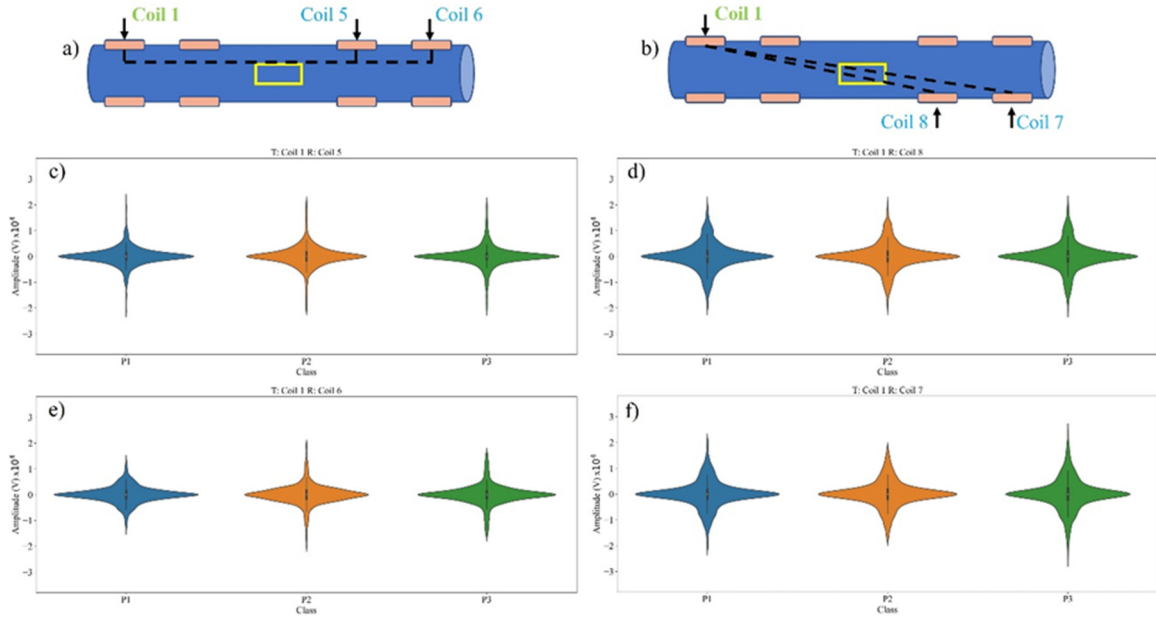 Coil 1
Coil 5
Coil 6
a)
Coil 1
b)
Coil 8
Coil 7
T: Coil 1 R: Coil 5
c)
Amplitude (V) x10⁴
3
2
1
0
−1
−2
−3
P1
P2
P3
Class
T: Coil 1 R: Coil 8
d)
Amplitude (V) x10⁴
3
2
1
0
−1
−2
−3
P1
P2
P3
Class
T: Coil 1 R: Coil 6
e)
Amplitude (V) x10⁴
3
2
1
0
−1
−2
−3
P1
P2
P3
Class
T: Coil 1 R: Coil 7
f)
Amplitude (V) x10⁴
3
2
1
0
−1
−2
−3
P1
P2
P3
Class